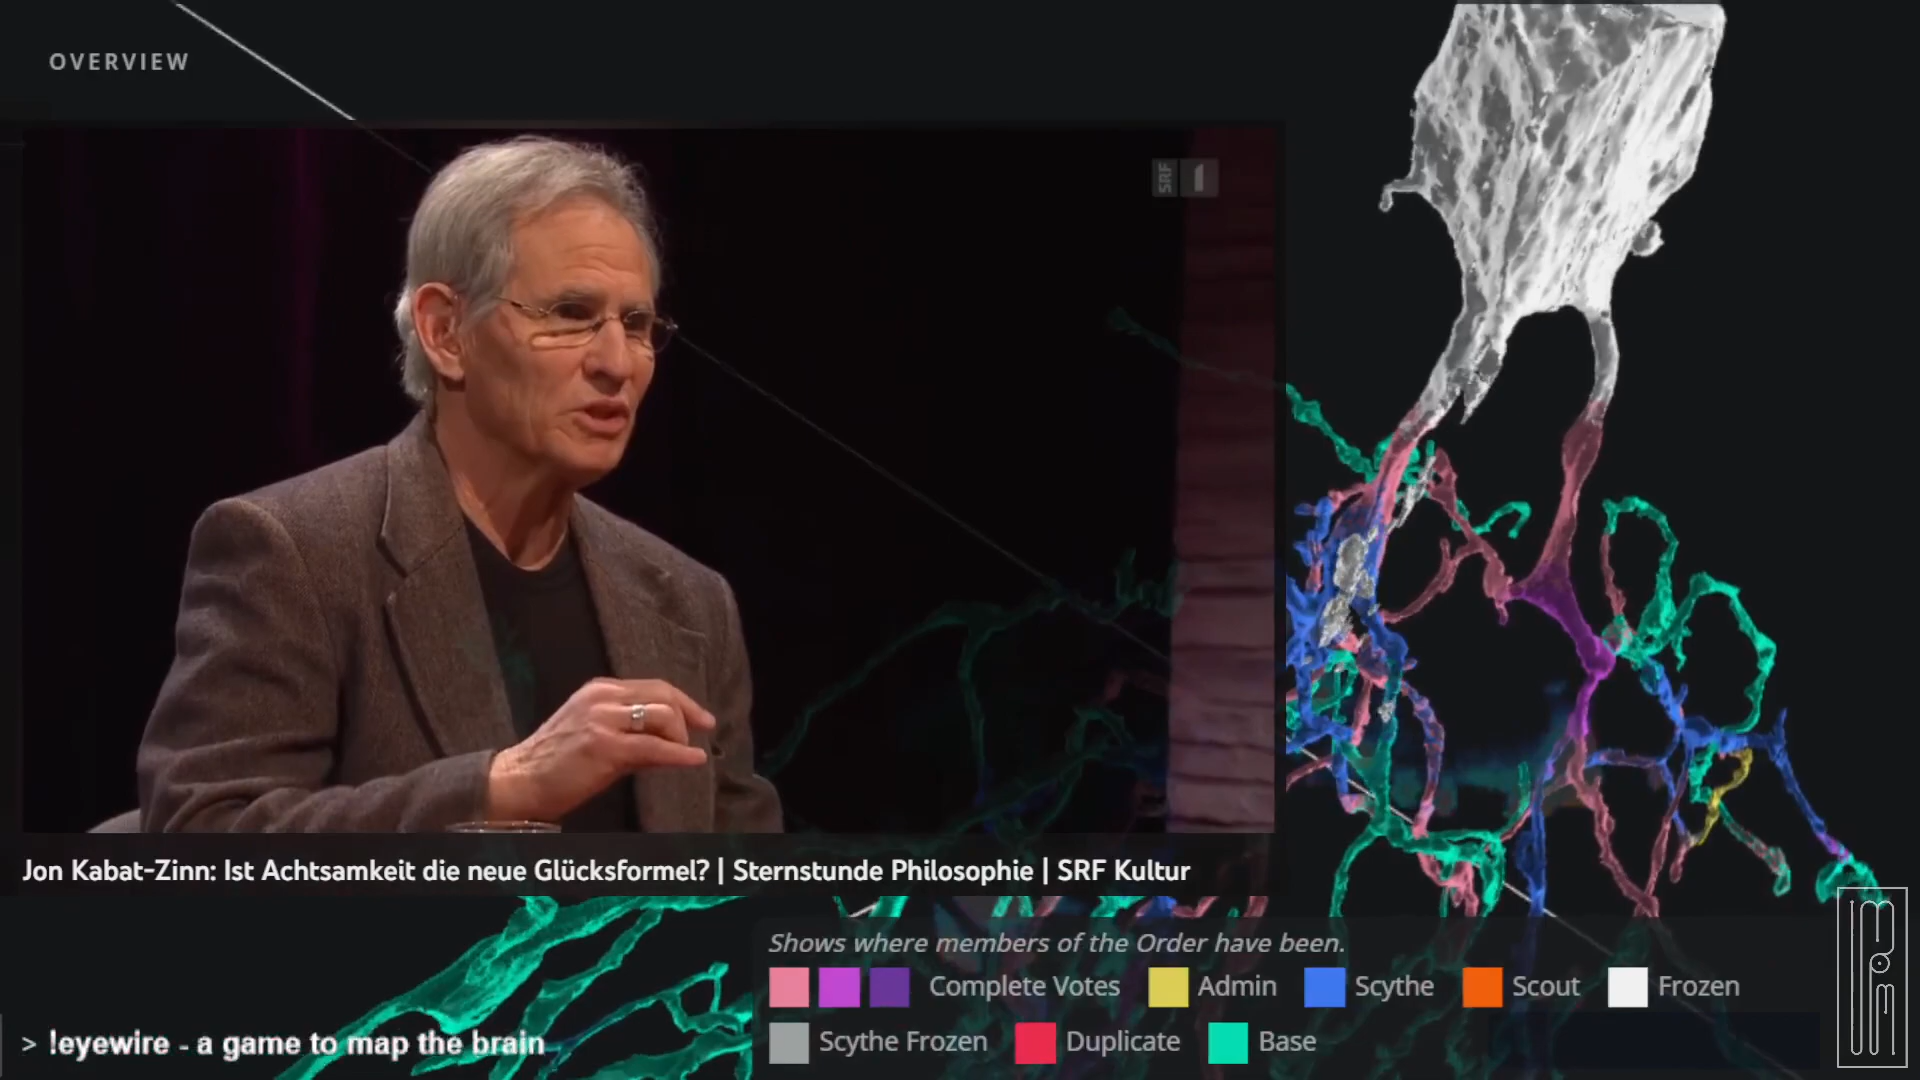 OVERVIEW
SRF
Jon Kabat-Zinn: Ist Achtsamkeit die neue Glücksformel? | Sternstunde Philosophie | SRF Kultur
Shows where members of the Order have been.
Complete Votes Admin Scythe Scout Frozen
Scythe Frozen Duplicate Base
> !eyewire - a game to map the brain